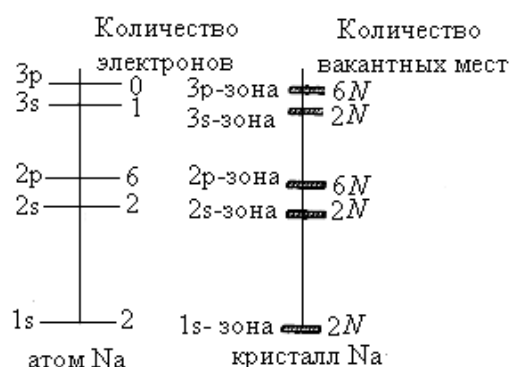 Количество
электронов
3p 0
3s 1
2p 6
2s 2
1s 2
атом Na
Количество
вакантных мест
3p-зона 6N
3s-зона 2N
2p-зона 6N
2s-зона 2N
1s- зона 2N
кристалл Na